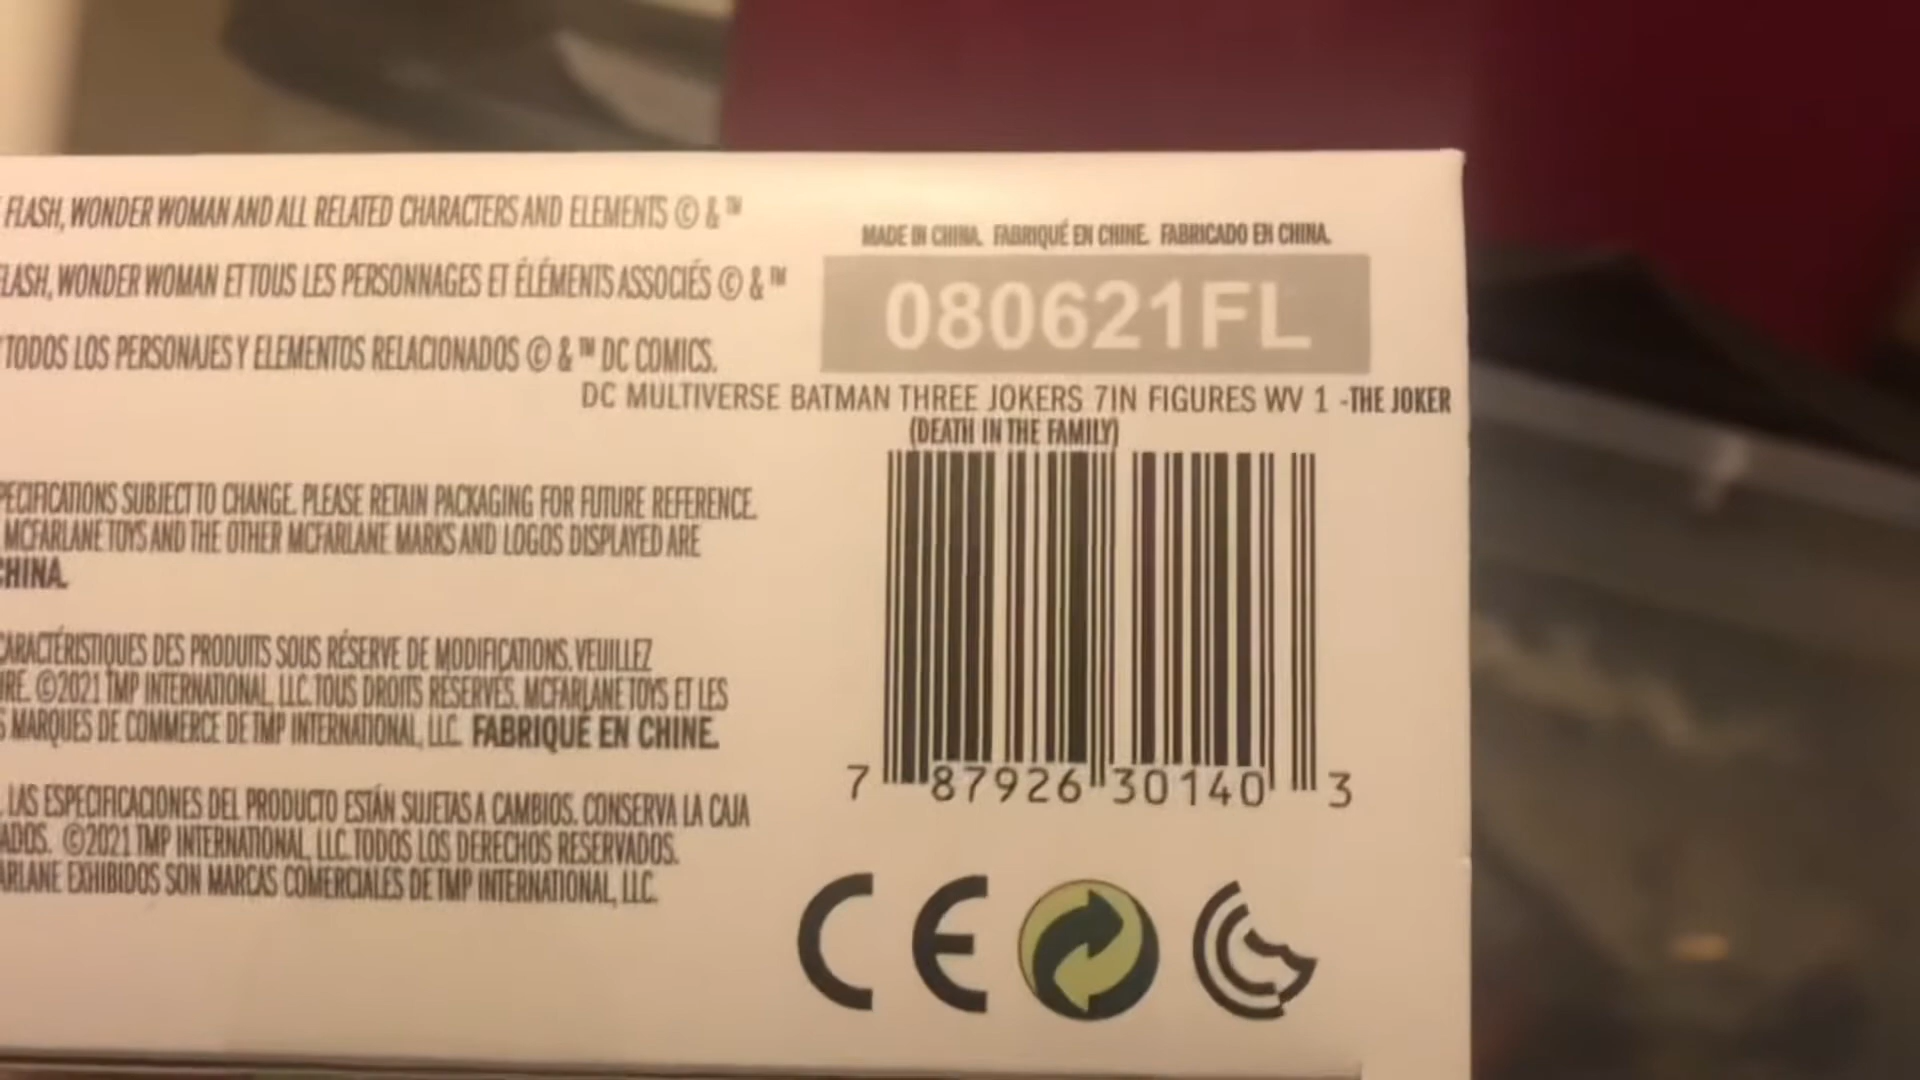 FLASH, WONDER WOMAN AND ALL RELATED CHARACTERS AND ELEMENTS © & ™
FLASH, WONDER WOMAN ET TOUS LES PERSONNAGES ET ÉLÉMENTS ASSOCIÉS © & ™
Y TODOS LOS PERSONAJES Y ELEMENTOS RELACIONADOS © & ™ DC COMICS.
PECIFICATIONS SUBJECT TO CHANGE. PLEASE RETAIN PACKAGING FOR FUTURE REFERENCE.
MCFARLANE TOYS AND THE OTHER MCFARLANE MARKS AND LOGOS DISPLAYED ARE
CHINA.
CARACTÉRISTIQUES DES PRODUITS SOUS RÉSERVE DE MODIFICATIONS. VEUILLEZ
IRE. ©2021 TMP INTERNATIONAL, LLC. TOUS DROITS RÉSERVÉS. MCFARLANE TOYS ET LES
S MARQUES DE COMMERCE DE TMP INTERNATIONAL, LLC. FABRIQUÉ EN CHINE.
LAS ESPECIFICACIONES DEL PRODUCTO ESTÁN SUJETAS A CAMBIOS. CONSERVA LA CAJA
ADOS. ©2021 TMP INTERNATIONAL, LLC. TODOS LOS DERECHOS RESERVADOS.
ARLANE EXHIBIDOS SON MARCAS COMERCIALES DE TMP INTERNATIONAL, LLC.
MADE IN CHINA. FABRIQUÉ EN CHINE. FABRICADO EN CHINA.
080621FL
DC MULTIVERSE BATMAN THREE JOKERS 7IN FIGURES WV 1 -THE JOKER
(DEATH IN THE FAMILY)
7 87926 30140 3
CE